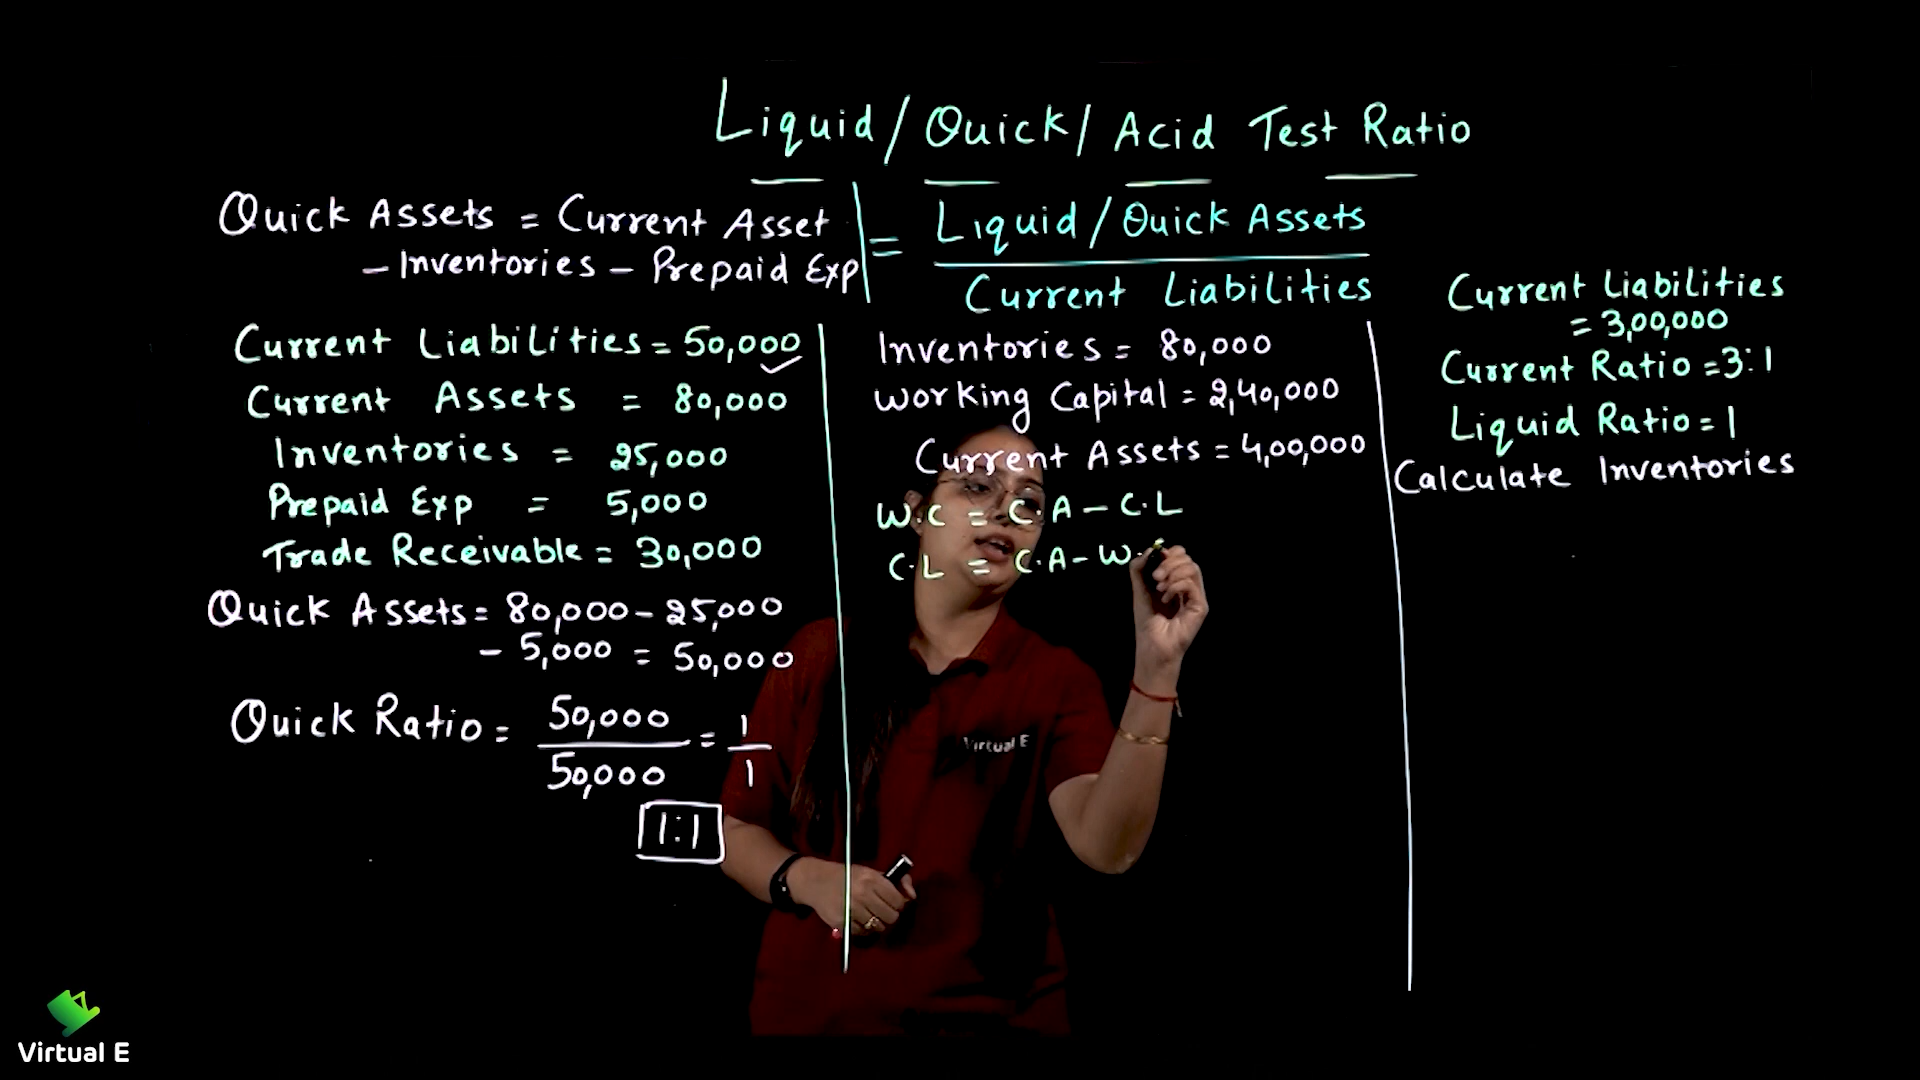 Liquid/Quick/Acid Test Ratio
Quick Assets = Current Asset
- Inventories - Prepaid Exp
= Liquid/Quick Assets
Current Liabilities
Current Liabilities = 50,000
Current Assets = 80,000
Inventories = 25,000
Prepaid Exp = 5,000
Trade Receivable = 30,000
Quick Assets = 80,000 - 25,000
- 5,000 = 50,000
Quick Ratio = 50,000 = 1
50,000 1
1:1
Inventories = 80,000
Working Capital = 2,40,000
Current Assets = 4,00,000
W.C = C.A - C.L
C.L = C.A - W.
Current Liabilities
= 3,00,000
Current Ratio = 3:1
Liquid Ratio = 1
Calculate Inventories
Virtual E
Virtual E